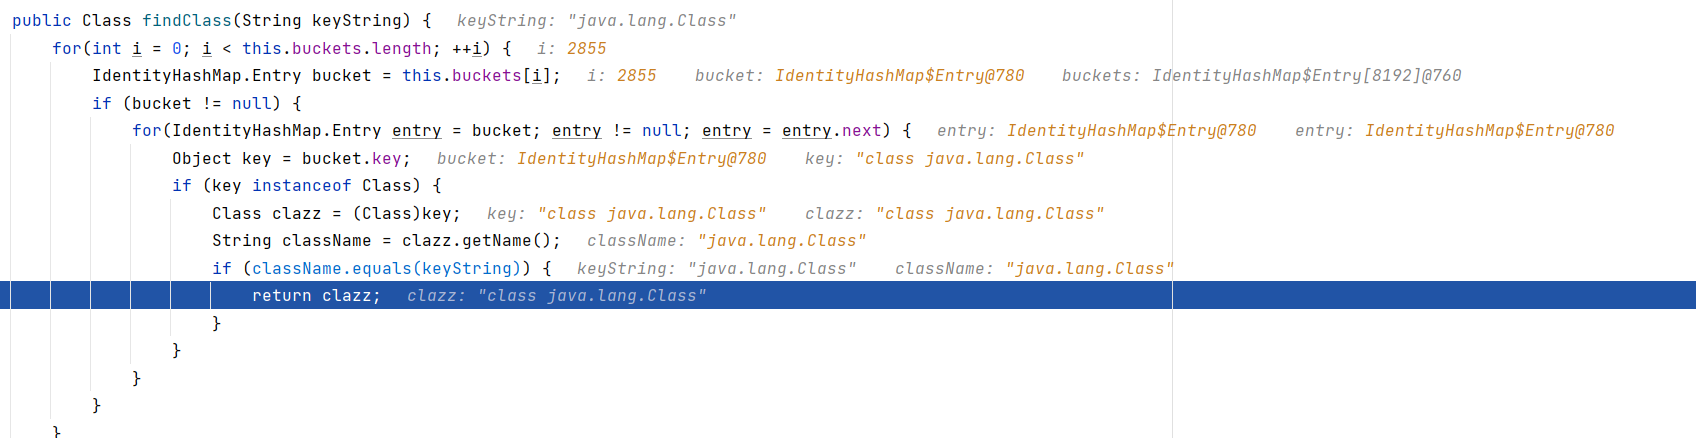 public Class findClass(String keyString) {  keyString: "java.lang.Class"
for(int i = 0; i < this.buckets.length; ++i) {  i: 2855
IdentityHashMap.Entry bucket = this.buckets[i];  i: 2855  bucket: IdentityHashMap$Entry@780  buckets: IdentityHashMap$Entry[8192]@760
if (bucket != null) {
for(IdentityHashMap.Entry entry = bucket; entry != null; entry = entry.next) {  entry: IdentityHashMap$Entry@780  entry: IdentityHashMap$Entry@780
Object key = bucket.key;  bucket: IdentityHashMap$Entry@780  key: "class java.lang.Class"
if (key instanceof Class) {
Class clazz = (Class)key;  key: "class java.lang.Class"  clazz: "class java.lang.Class"
String className = clazz.getName();  className: "java.lang.Class"
if (className.equals(keyString)) {  keyString: "java.lang.Class"  className: "java.lang.Class"
return clazz;  clazz: "class java.lang.Class"
}
}
}
}
}